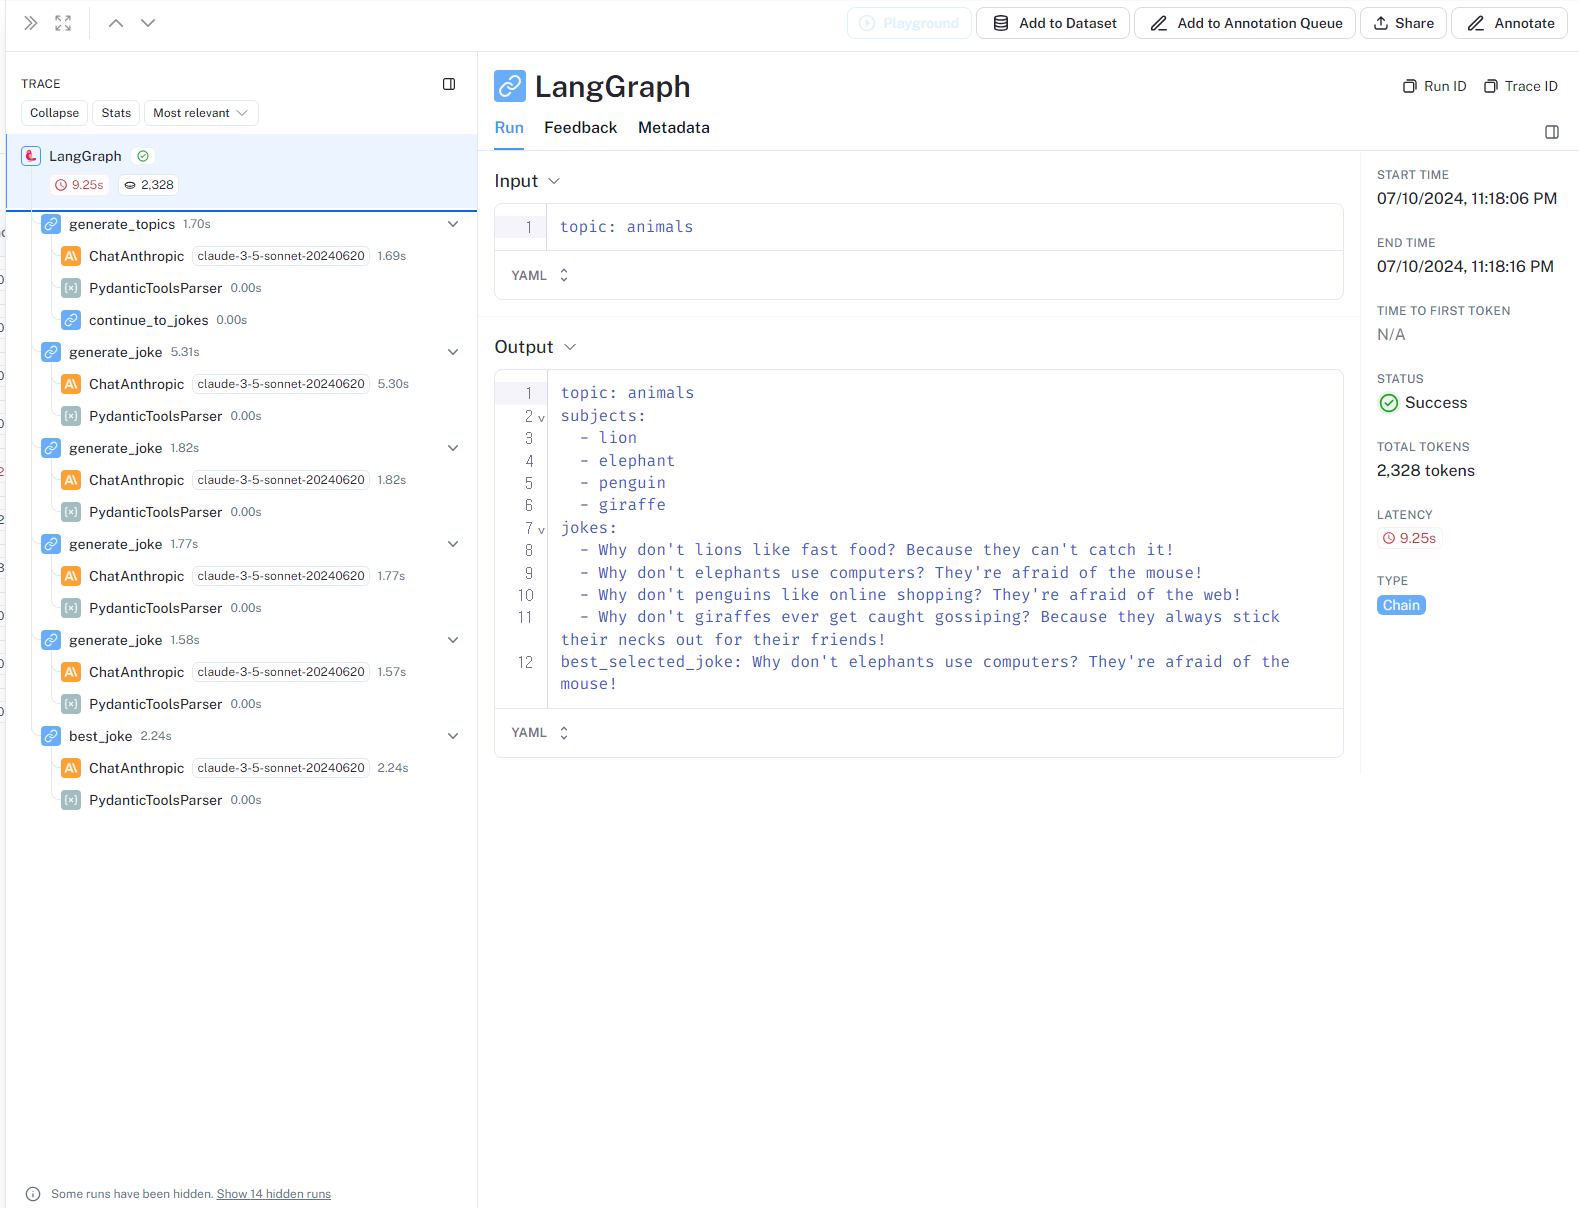 Playground
Add to Dataset
Add to Annotation Queue
Share
Annotate
TRACE
Collapse
Stats
Most relevant
LangGraph
9.25s
2,328
generate_topics 1.70s
ChatAnthropic claude-3-5-sonnet-20240620 1.69s
PydanticToolsParser 0.00s
continue_to_jokes 0.00s
generate_joke 5.31s
ChatAnthropic claude-3-5-sonnet-20240620 5.30s
PydanticToolsParser 0.00s
generate_joke 1.82s
ChatAnthropic claude-3-5-sonnet-20240620 1.82s
PydanticToolsParser 0.00s
generate_joke 1.77s
ChatAnthropic claude-3-5-sonnet-20240620 1.77s
PydanticToolsParser 0.00s
generate_joke 1.58s
ChatAnthropic claude-3-5-sonnet-20240620 1.57s
PydanticToolsParser 0.00s
best_joke 2.24s
ChatAnthropic claude-3-5-sonnet-20240620 2.24s
PydanticToolsParser 0.00s
Some runs have been hidden. Show 14 hidden runs
LangGraph
Run ID
Trace ID
Run
Feedback
Metadata
Input
1 topic: animals
YAML
Output
1 topic: animals
2 subjects:
3 - lion
4 - elephant
5 - penguin
6 - giraffe
7 jokes:
8 - Why don't lions like fast food? Because they can't catch it!
9 - Why don't elephants use computers? They're afraid of the mouse!
10 - Why don't penguins like online shopping? They're afraid of the web!
11 - Why don't giraffes ever get caught gossiping? Because they always stick
their necks out for their friends!
12 best_selected_joke: Why don't elephants use computers? They're afraid of the
mouse!
YAML
START TIME
07/10/2024, 11:18:06 PM
END TIME
07/10/2024, 11:18:16 PM
TIME TO FIRST TOKEN
N/A
STATUS
Success
TOTAL TOKENS
2,328 tokens
LATENCY
9.25s
TYPE
Chain